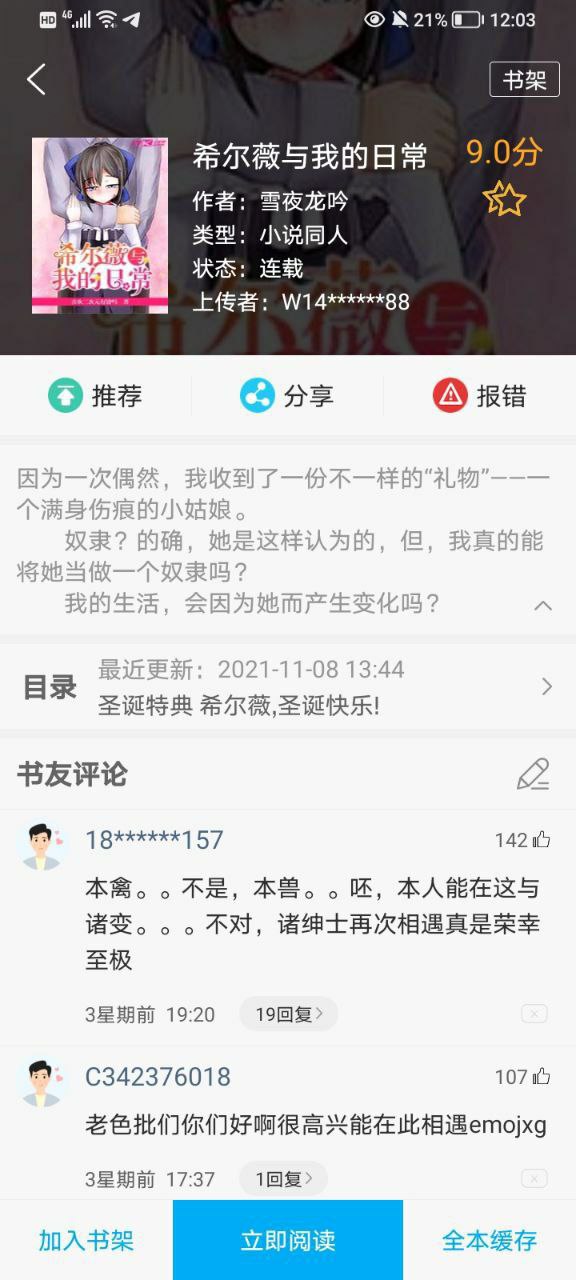 HD 4G 21% 12:03
书架
希尔薇与我的日常
9.0分
作者：雪夜龙吟
类型：小说同人
状态：连载
上传者：W14******88
希尔薇与
我的日常
推荐
分享
报错
因为一次偶然，我收到了一份不一样的“礼物”——一
个满身伤痕的小姑娘。
奴隶？的确，她是这样认为的，但，我真的能
将她当做一个奴隶吗？
我的生活，会因为她而产生变化吗？
目录
最近更新：2021-11-08 13:44
圣诞特典 希尔薇,圣诞快乐!
书友评论
18******157
142
本禽。。不是，本兽。。呸，本人能在这与
诸变。。。不对，诸绅士再次相遇真是荣幸
至极
3星期前 19:20
19回复
C342376018
107
老色批们你们好啊很高兴能在此相遇emojxg
3星期前 17:37
1回复
加入书架
立即阅读
全本缓存